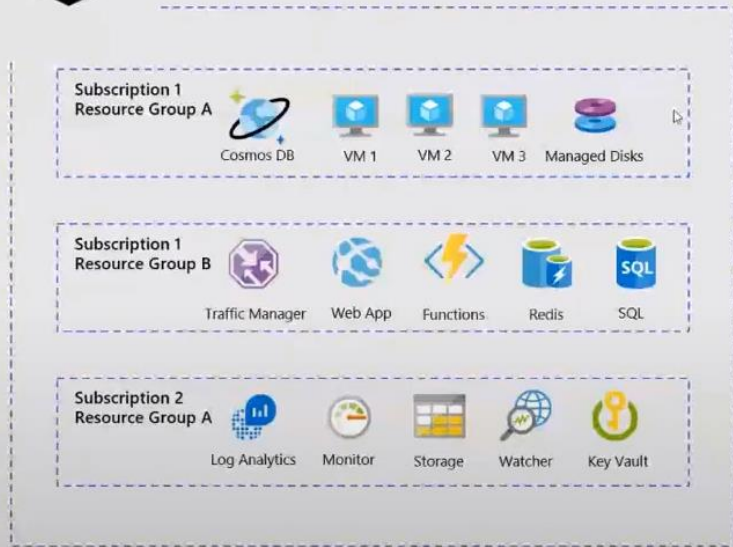 Subscription 1
Resource Group A
Cosmos DB
VM 1
VM 2
VM 3
Managed Disks
Subscription 1
Resource Group B
Traffic Manager
Web App
Functions
Redis
SQL
SQL
Subscription 2
Resource Group A
Log Analytics
Monitor
Storage
Watcher
Key Vault